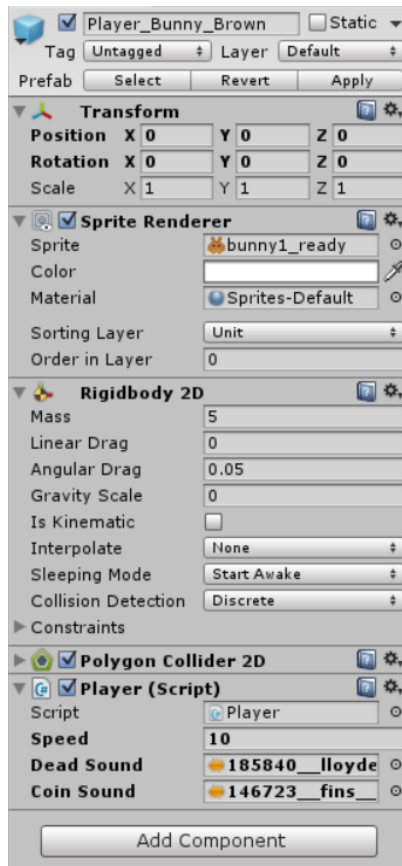 Player_Bunny_Brown Static
Tag Untagged Layer Default
Prefab Select Revert Apply
Transform
Position X 0 Y 0 Z 0
Rotation X 0 Y 0 Z 0
Scale X 1 Y 1 Z 1
Sprite Renderer
Sprite bunny1_ready
Color
Material Sprites-Default
Sorting Layer Unit
Order in Layer 0
Rigidbody 2D
Mass 5
Linear Drag 0
Angular Drag 0.05
Gravity Scale 0
Is Kinematic
Interpolate None
Sleeping Mode Start Awake
Collision Detection Discrete
Constraints
Polygon Collider 2D
Player (Script)
Script Player
Speed 10
Dead Sound 185840__lloyde
Coin Sound 146723__fins_
Add Component